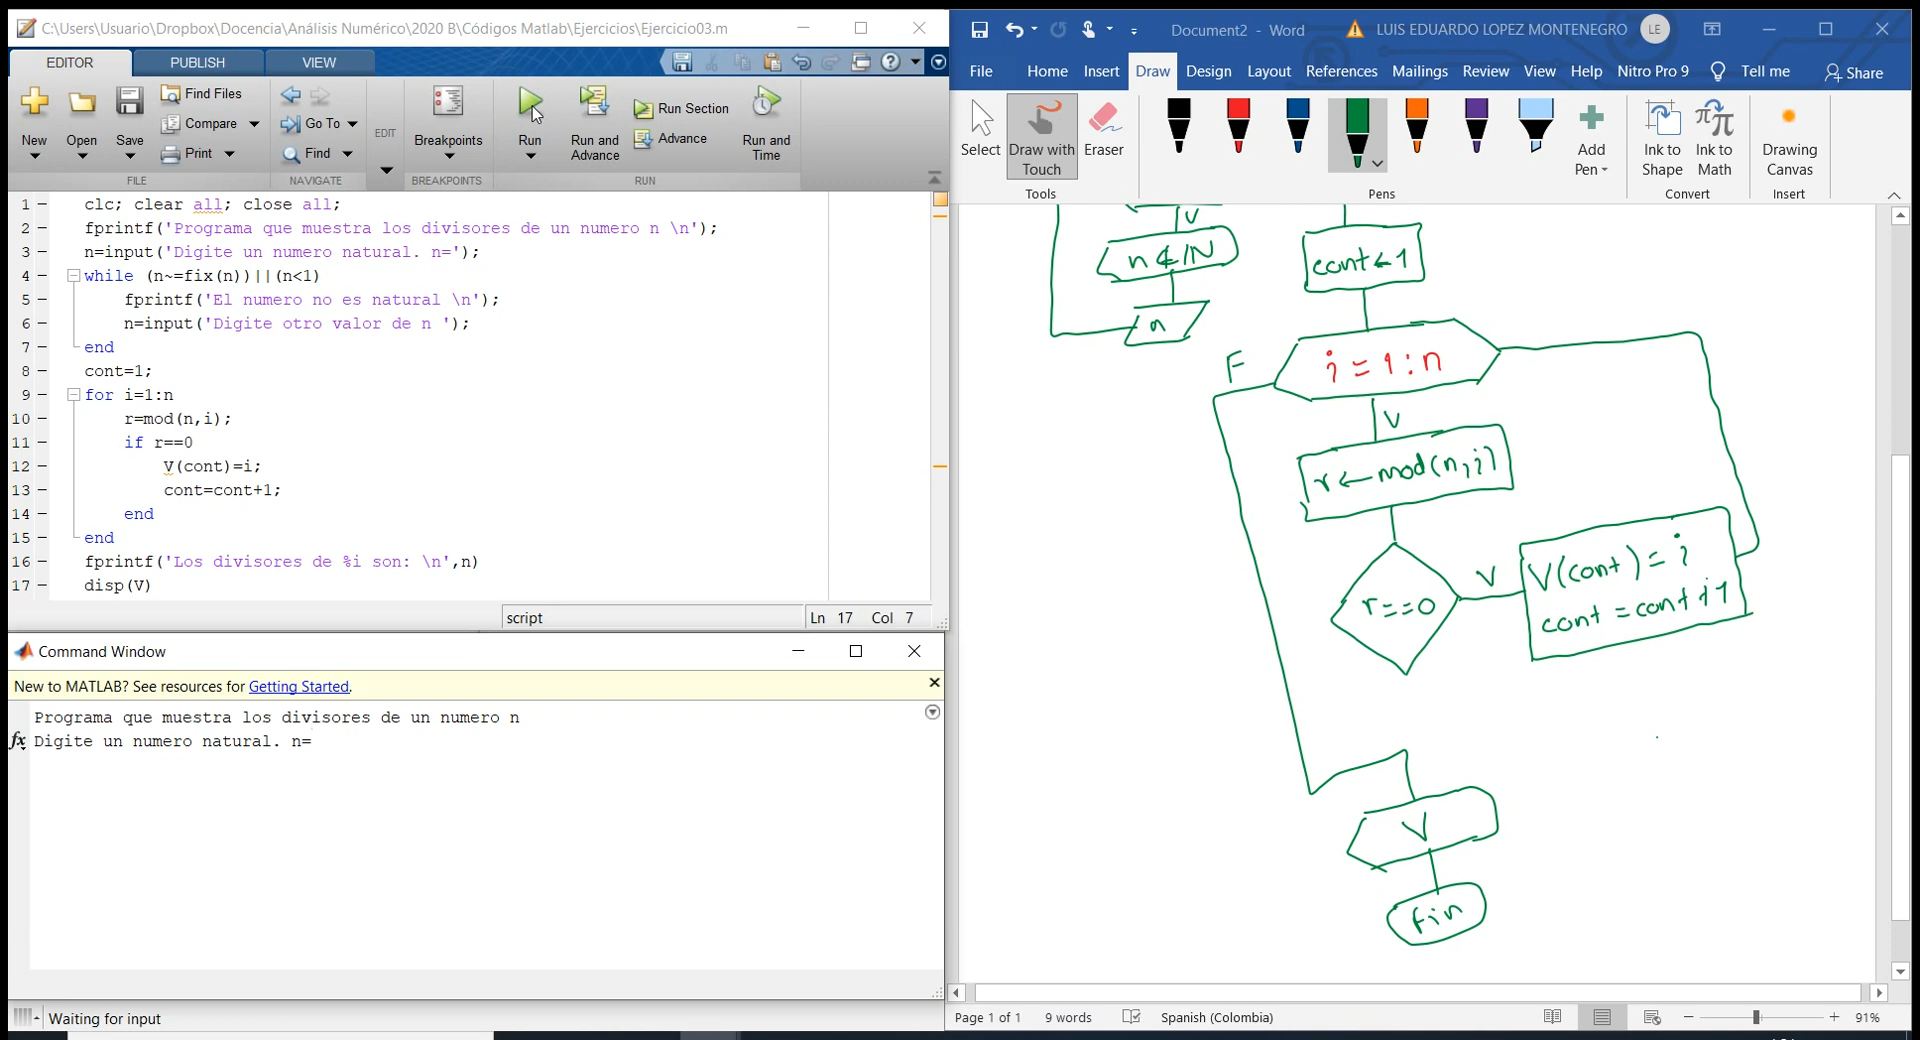 C:\Users\Usuario\Dropbox\Docencia\Análisis Numérico\2020 B\Códigos Matlab\Ejercicios\Ejercicio03.m
EDITOR PUBLISH VIEW
New
Open
Save
Find Files
Compare
Print
FILE
Go To
Find
NAVIGATE
EDIT
Breakpoints
BREAKPOINTS
Run
Run and Advance
Run Section
Advance
Run and Time
RUN
1 clc; clear all; close all;
2 fprintf('Programa que muestra los divisores de un numero n \n');
3 n=input('Digite un numero natural. n=');
4 while (n~=fix(n))||(n<1)
5 fprintf('El numero no es natural \n');
6 n=input('Digite otro valor de n ');
7 end
8 cont=1;
9 for i=1:n
10 r=mod(n,i);
11 if r==0
12 V(cont)=i;
13 cont=cont+1;
14 end
15 end
16 fprintf('Los divisores de %i son: \n',n)
17 disp(V)
script Ln 17 Col 7
Command Window
New to MATLAB? See resources for Getting Started.
Programa que muestra los divisores de un numero n
fx Digite un numero natural. n=
Waiting for input
Document2 - Word LUIS EDUARDO LOPEZ MONTENEGRO LE
File Home Insert Draw Design Layout References Mailings Review View Help Nitro Pro 9 Tell me Share
Select
Draw with Touch
Eraser
Tools
Pens
Add Pen
Ink to Shape
Ink to Math
Convert
Drawing Canvas
Insert
V
n ∉ IN
n
cont ← 1
F
i = 1 : n
V
r ← mod(n,i)
r==0
V
V(cont) = i
cont = cont + 1
V
fin
Page 1 of 1 9 words Spanish (Colombia) 91%